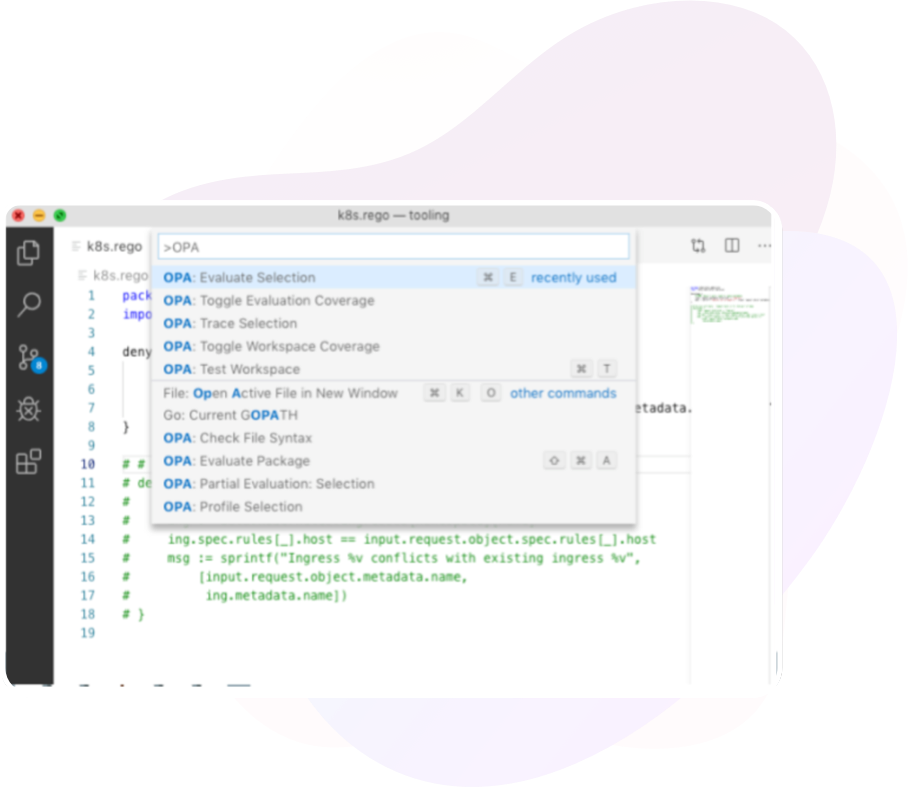 k8s.rego — tooling
k8s.rego
>OPA
k8s.rego
OPA: Evaluate Selection ⌘ E recently used
OPA: Toggle Evaluation Coverage
OPA: Trace Selection
OPA: Toggle Workspace Coverage
OPA: Test Workspace ⌘ T
File: Open Active File in New Window ⌘ K O other commands
Go: Current GOPATH
OPA: Check File Syntax
OPA: Evaluate Package ⇧ ⌘ A
OPA: Partial Evaluation: Selection
OPA: Profile Selection
8
1 pack
2 impo
3
4 deny
5
6
7 etadata.
8 }
9
10 # #
11 # de
12 #
13 #
14 # ing.spec.rules[_].host == input.request.object.spec.rules[_].host
15 # msg := sprintf("Ingress %v conflicts with existing ingress %v",
16 # [input.request.object.metadata.name,
17 # ing.metadata.name])
18 # }
19